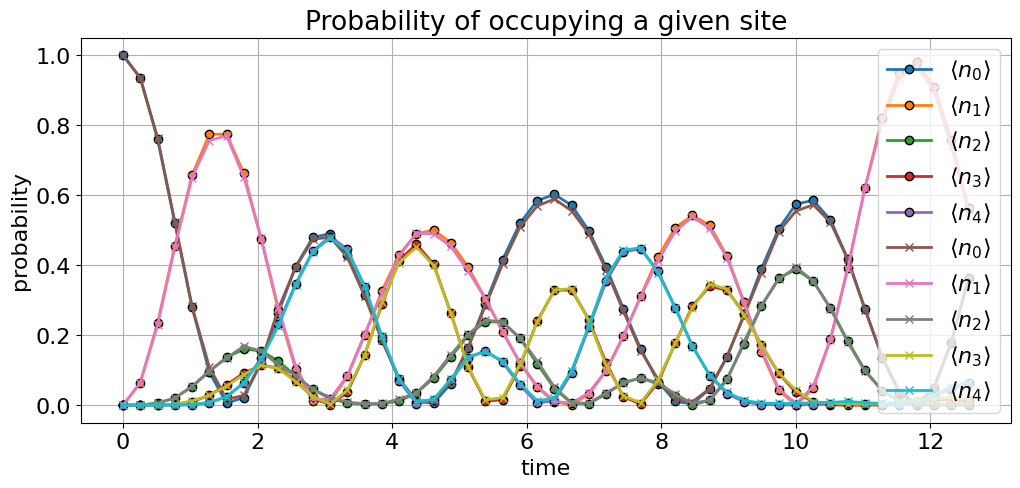 Probability of occupying a given site
1.0
0.8
0.6
0.4
0.2
0.0
probability
0 2 4 6 8 10 12
time
⟨n₀⟩
⟨n₁⟩
⟨n₂⟩
⟨n₃⟩
⟨n₄⟩
⟨n₀⟩
⟨n₁⟩
⟨n₂⟩
⟨n₃⟩
⟨n₄⟩